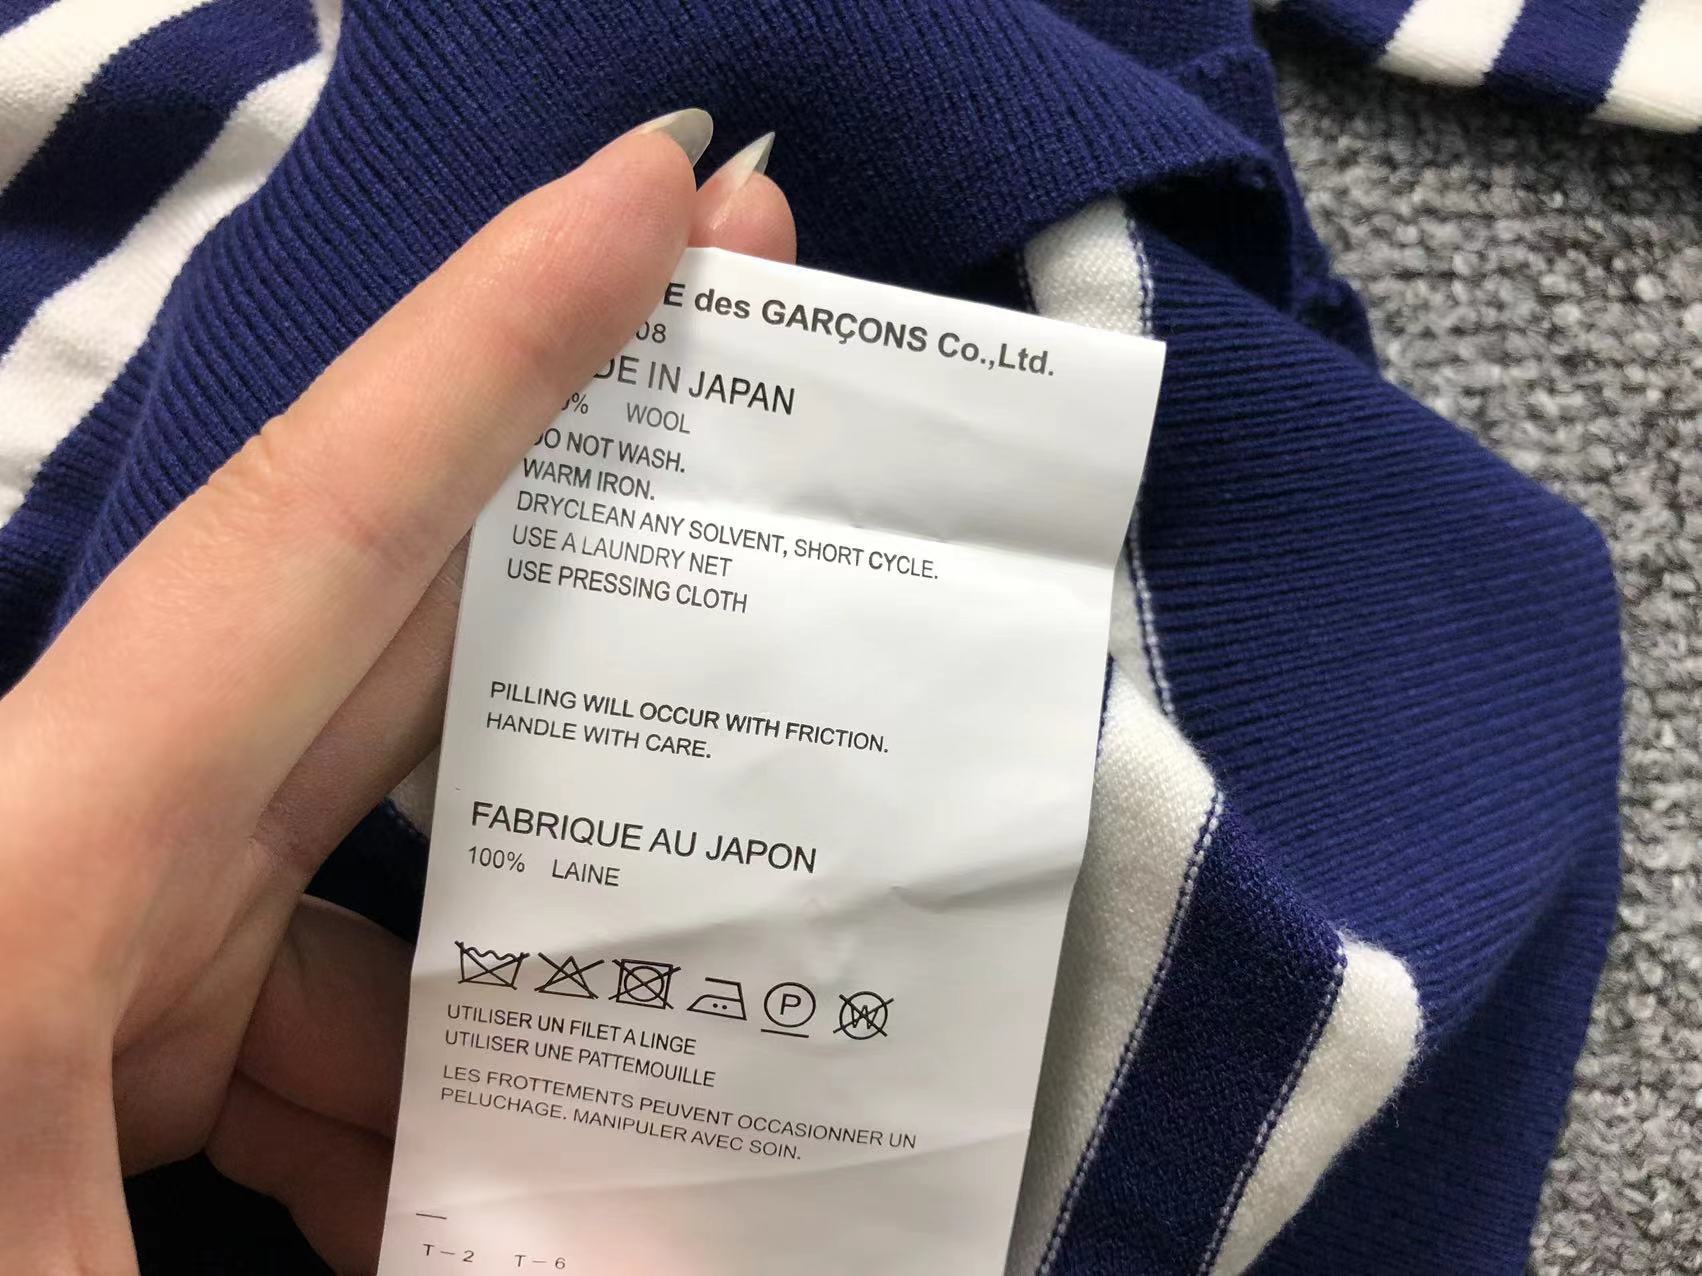 des GARÇONS Co.,Ltd.
08
IN JAPAN
WOOL
DO NOT WASH.
WARM IRON.
DRYCLEAN ANY SOLVENT, SHORT CYCLE.
USE A LAUNDRY NET
USE PRESSING CLOTH
PILLING WILL OCCUR WITH FRICTION.
HANDLE WITH CARE.
FABRIQUE AU JAPON
100% LAINE
P W
UTILISER UN FILET A LINGE
UTILISER UNE PATTEMOUILLE
LES FROTTEMENTS PEUVENT OCCASIONNER UN
PELUCHAGE. MANIPULER AVEC SOIN.
T-2 T-6